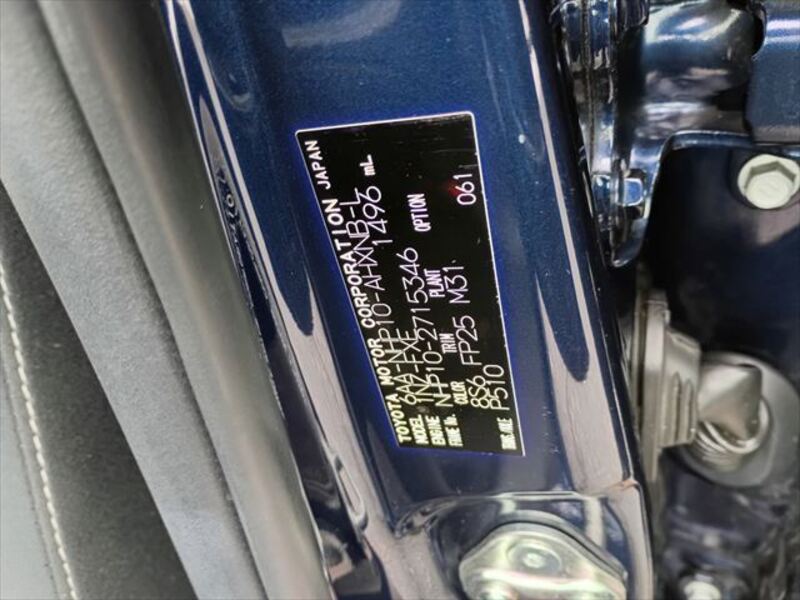 TOYOTA MOTOR CORPORATION JAPAN
MODEL 6AA-NHP10-AHXNB-L
ENGINE 1NZ-FXE 1496 mL
FRAME No. NHP10-2715346
COLOR TRIM PLANT OPTION
8S6 FP25 M31 061
P510